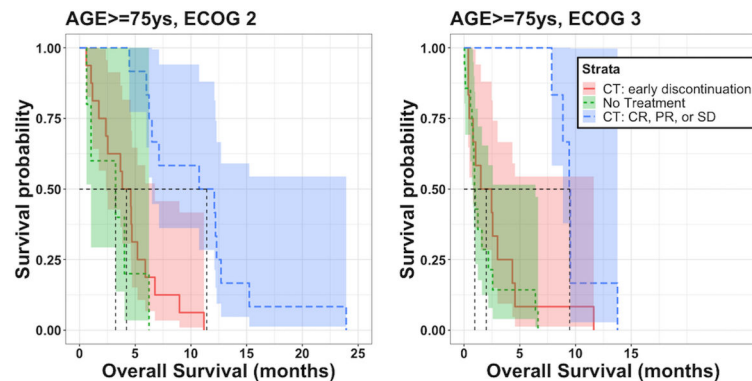 AGE>=75ys, ECOG 2
Survival probability
1.00
0.75
0.50
0.25
0.00
0
5
10
15
20
25
Overall Survival (months)
AGE>=75ys, ECOG 3
Survival probability
1.00
0.75
0.50
0.25
0.00
0
5
10
15
Overall Survival (months)
Strata
CT: early discontinuation
No Treatment
CT: CR, PR, or SD